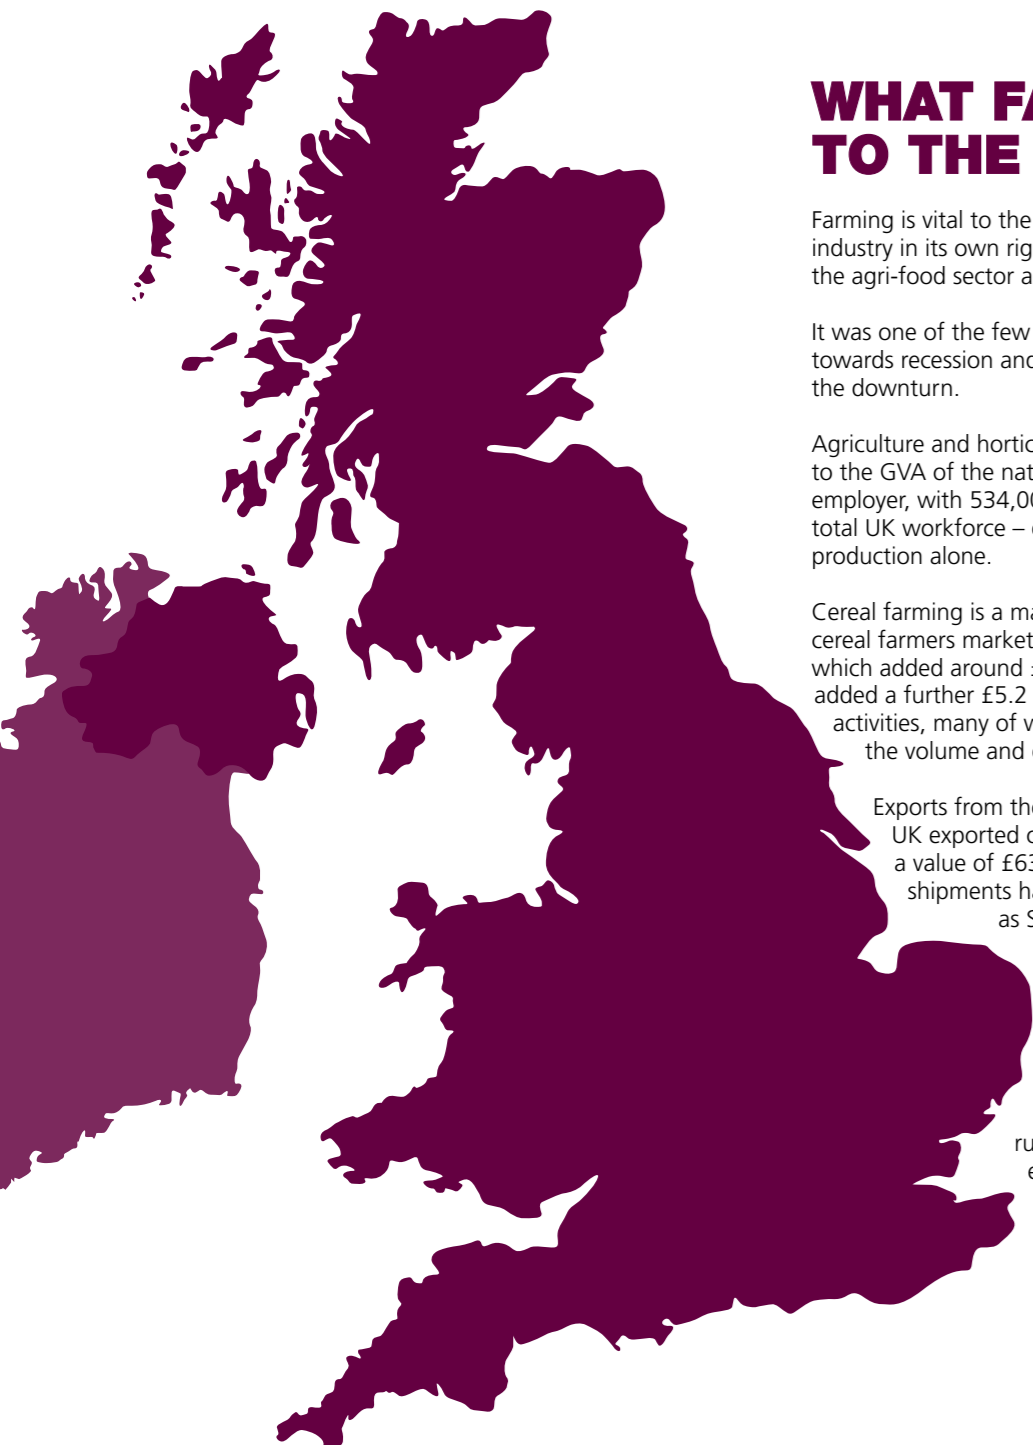 WHAT FA
TO THE
Farming is vital to the
industry in its own rig
the agri-food sector a
It was one of the few
towards recession and
the downturn.
Agriculture and hortic
to the GVA of the nat
employer, with 534,00
total UK workforce –
production alone.
Cereal farming is a ma
cereal farmers market
which added around
added a further £5.2
activities, many of
the volume and
Exports from the
UK exported
a value of £63
shipments ha
as S
ru
e